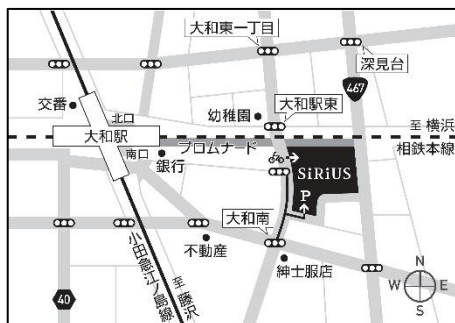 大和東一丁目
深見台
467
交番
北口
幼稚園
大和駅東
至 横浜
大和駅
相鉄本線
南口
プロムナード
銀行
SiRiUS
P
大和南
不動産
紳士服店
小田急江ノ島線
至 藤沢
40
N
W E
S